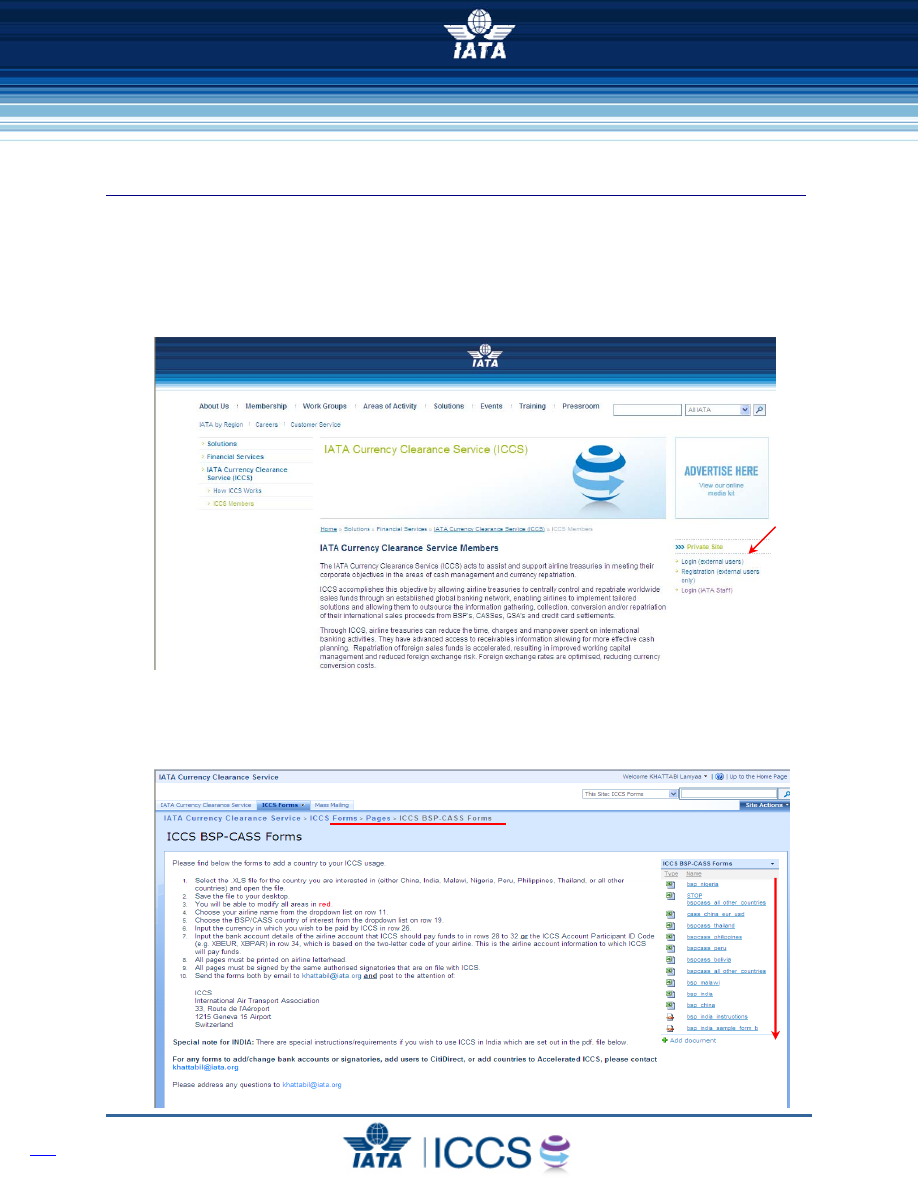 IATA
IATA
About Us Membership Work Groups Areas of Activity Solutions Events Training Pressroom
All IATA
IATA by Region Careers Customer Service
Solutions
Financial Services
IATA Currency Clearance
Service (ICCS)
How ICCS Works
ICCS Members
IATA Currency Clearance Service (ICCS)
ADVERTISE HERE
View our online
media kit
Home » Solutions » Financial Services » IATA Currency Clearance Service (ICCS) » ICCS Members
IATA Currency Clearance Service Members
The IATA Currency Clearance Service (ICCS) acts to assist and support airline treasuries in meeting their
corporate objectives in the areas of cash management and currency repatriation.
ICCS accomplishes this objective by allowing airline treasuries to centrally control and repatriate worldwide
sales funds through an established global banking network, enabling airlines to implement tailored
solutions and allowing them to outsource the information gathering, collection, conversion and/or repatriation
of their international sales proceeds from BSP's, CASSes, GSA's and credit card settlements.
Through ICCS, airline treasuries can reduce the time, charges and manpower spent on international
banking activities. They have advanced access to receivables information allowing for more effective cash
planning. Repatriation of foreign sales funds is accelerated, resulting in improved working capital
management and reduced foreign exchange risk. Foreign exchange rates are optimised, reducing currency
conversion costs.
Private Site
Login (external users)
Registration (external users
only)
Login (IATA Staff)
IATA Currency Clearance Service
Welcome KHATTABI Lamyaa | Up to the Home Page
This Site: ICCS Forms
IATA Currency Clearance Service ICCS Forms Mass Mailing
Site Actions
IATA Currency Clearance Service > ICCS Forms > Pages > ICCS BSP-CASS Forms
ICCS BSP-CASS Forms
Please find below the forms to add a country to your ICCS usage.
1. Select the .XLS file for the country you are interested in (either China, India, Malawi, Nigeria, Peru, Philippines, Thailand, or all other
countries) and open the file.
2. Save the file to your desktop.
3. You will be able to modify all areas in red.
4. Choose your airline name from the dropdown list on row 11.
5. Choose the BSP/CASS country of interest from the dropdown list on row 19.
6. Input the currency in which you wish to be paid by ICCS in row 26.
7. Input the bank account details of the airline account that ICCS should pay funds to in rows 28 to 32 or the ICCS Account Participant ID Code
(e.g. XBEUR, XBPAR) in row 34, which is based on the two-letter code of your airline. This is the airline account information to which ICCS
will pay funds.
8. All pages must be printed on airline letterhead.
9. All pages must be signed by the same authorised signatories that are on file with ICCS.
10. Send the forms both by email to khattabil@iata.org and post to the attention of:
ICCS
International Air Transport Association
33, Route de l'Aéroport
1215 Geneva 15 Airport
Switzerland
Special note for INDIA: There are special instructions/requirements if you wish to use ICCS in India which are set out in the pdf. file below.
For any forms to add/change bank accounts or signatories, add users to CitiDirect, or add countries to Accelerated ICCS, please contact
khattabil@iata.org
Please address any questions to khattabil@iata.org
ICCS BSP-CASS Forms
Type Name
bsp_nigeria
STOP
bspcass_all_other_countries
cass_china_eur_usd
bspcass_thailand
bspcass_philippines
bspcass_peru
bspcass_bolivia
bspcass_all_other_countries
bsp_malawi
bsp_india
bsp_china
bsp_india_instructions
bsp_india_sample_form_b
Add document
IATA ICCS